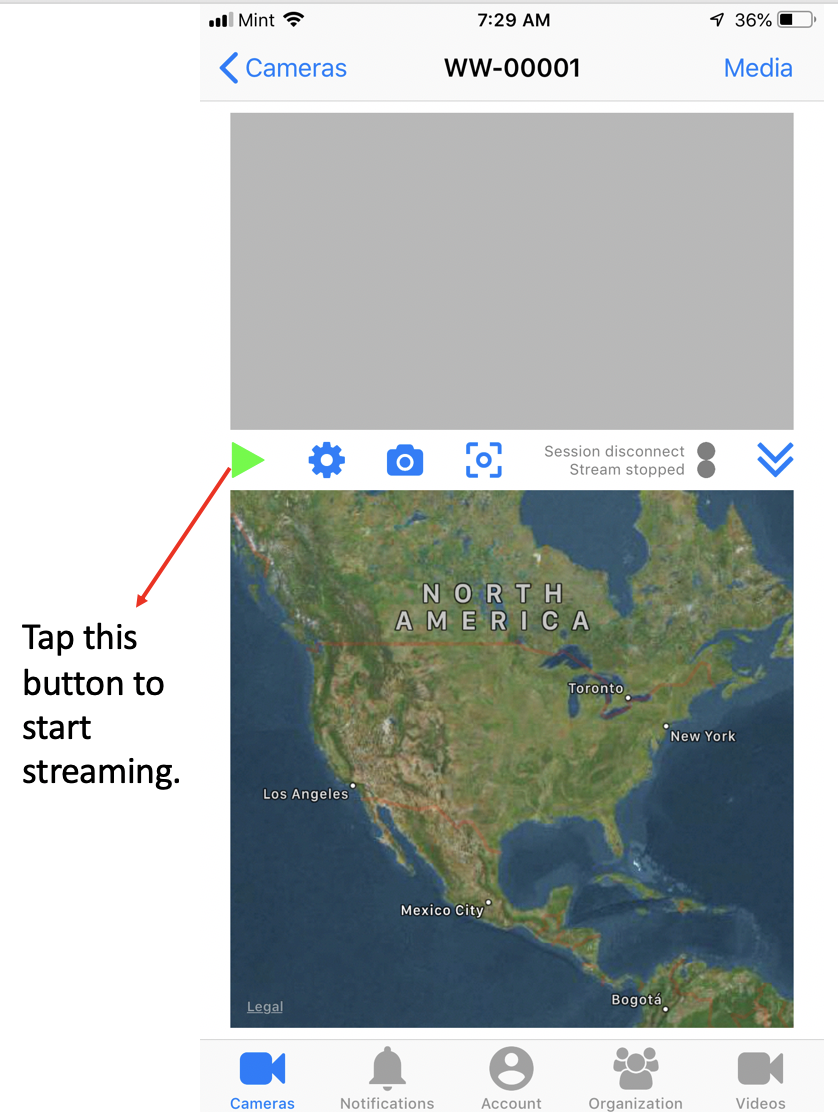 Mint 7:29 AM 36%
Cameras WW-00001 Media
Session disconnect
Stream stopped
Tap this
button to
start
streaming.
NORTH
AMERICA
Toronto
New York
Los Angeles
Mexico City
Bogotá
Legal
Cameras Notifications Account Organization Videos